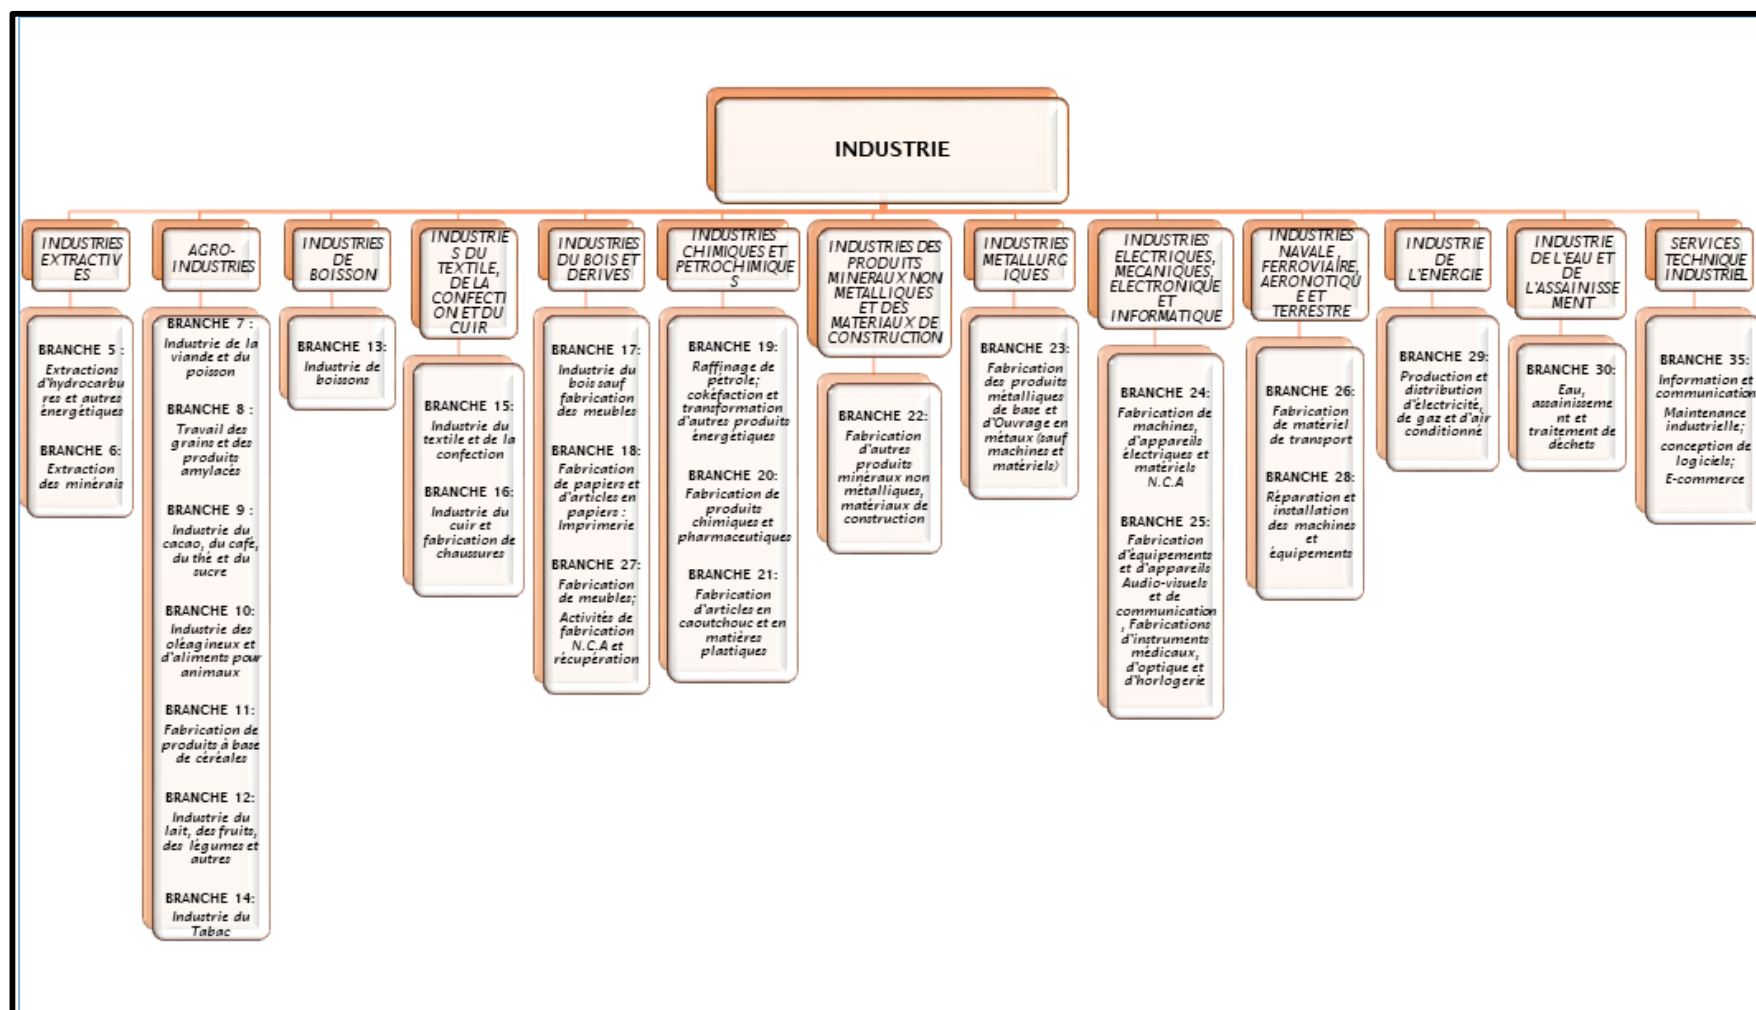 INDUSTRIE
INDUSTRIES
EXTRACTIV
ES
BRANCHE 5 :
Extractions
d'hydrocarbu
res et autres
énergétiques
BRANCHE 6:
Extraction
des minérais
AGRO-
INDUSTRIES
BRANCHE 7 :
Industrie de la
viande et du
poisson
BRANCHE 8 :
Travail des
grains et des
produits
amylacés
BRANCHE 9 :
Industrie du
cacao, du café,
du thé et du
sucre
BRANCHE 10:
Industrie des
oléagineux et
d'aliments pour
animaux
BRANCHE 11:
Fabrication de
produits à base
de céréales
BRANCHE 12:
Industrie du
lait, des fruits,
des légumes et
autres
BRANCHE 14:
Industrie du
Tabac
INDUSTRIES
DE
BOISSON
BRANCHE 13:
Industrie de
boissons
INDUSTRIE
S DU
TEXTILE,
DE LA
CONFECTI
ON ET DU
CUIR
BRANCHE 15:
Industrie du
textile et de la
confection
BRANCHE 16:
Industrie du
cuir et
fabrication de
chaussures
INDUSTRIES
DU BOIS ET
DERIVES
BRANCHE 17:
Industrie du
bois sauf
fabrication
des meubles
BRANCHE 18:
Fabrication
de papiers et
d'articles en
papiers :
Imprimerie
BRANCHE 27:
Fabrication
de meubles;
Activités de
fabrication
N.C.A et
récupération
INDUSTRIES
CHIMIQUES ET
PETROCHIMIQUE
S
BRANCHE 19:
Raffinage de
pétrole;
cokéfaction et
transformation
d'autres produits
énergétiques
BRANCHE 20:
Fabrication de
produits
chimiques et
pharmaceutiques
BRANCHE 21:
Fabrication
d'articles en
caoutchouc et en
matières
plastiques
INDUSTRIES DES
PRODUITS
MINERAUX NON
METALLIQUES
ET DES
MATERIAUX DE
CONSTRUCTION
BRANCHE 22:
Fabrication
d'autres
produits
minéraux non
métalliques,
matériaux de
construction
INDUSTRIES
METALLURG
IQUES
BRANCHE 23:
Fabrication
des produits
métalliques
de base et
d'Ouvrage en
métaux (sauf
machines et
matériels)
INDUSTRIES
ELECTRIQUES,
MECANIQUES,
ELECTRONIQUE
ET
INFORMATIQUE
BRANCHE 24:
Fabrication de
machines,
d'appareils
électriques et
matériels
N.C.A
BRANCHE 25:
Fabrication
d'équipements
et d'appareils
Audio-visuels
et de
communication
, Fabrications
d'instruments
médicaux,
d'optique et
d'horlogerie
INDUSTRIES
NAVALE ,
FERROVIAIRE,
AERONOTIQU
E ET
TERRESTRE
BRANCHE 26:
Fabrication
de matériel
de transport
BRANCHE 28:
Réparation et
installation
des machines
et
équipements
INDUSTRIE
DE
L'ENERGIE
BRANCHE 29:
Production et
distribution
d'électricité,
de gaz et d'air
conditionné
INDUSTRIE
DE L'EAU ET
DE
L'ASSAINISSE
MENT
BRANCHE 30:
Eau,
assainisseme
nt et
traitement de
déchets
SERVICES
TECHNIQUE
INDUSTRIEL
BRANCHE 35:
Information et
communication
Maintenance
industrielle;
conception de
logiciels;
E-commerce